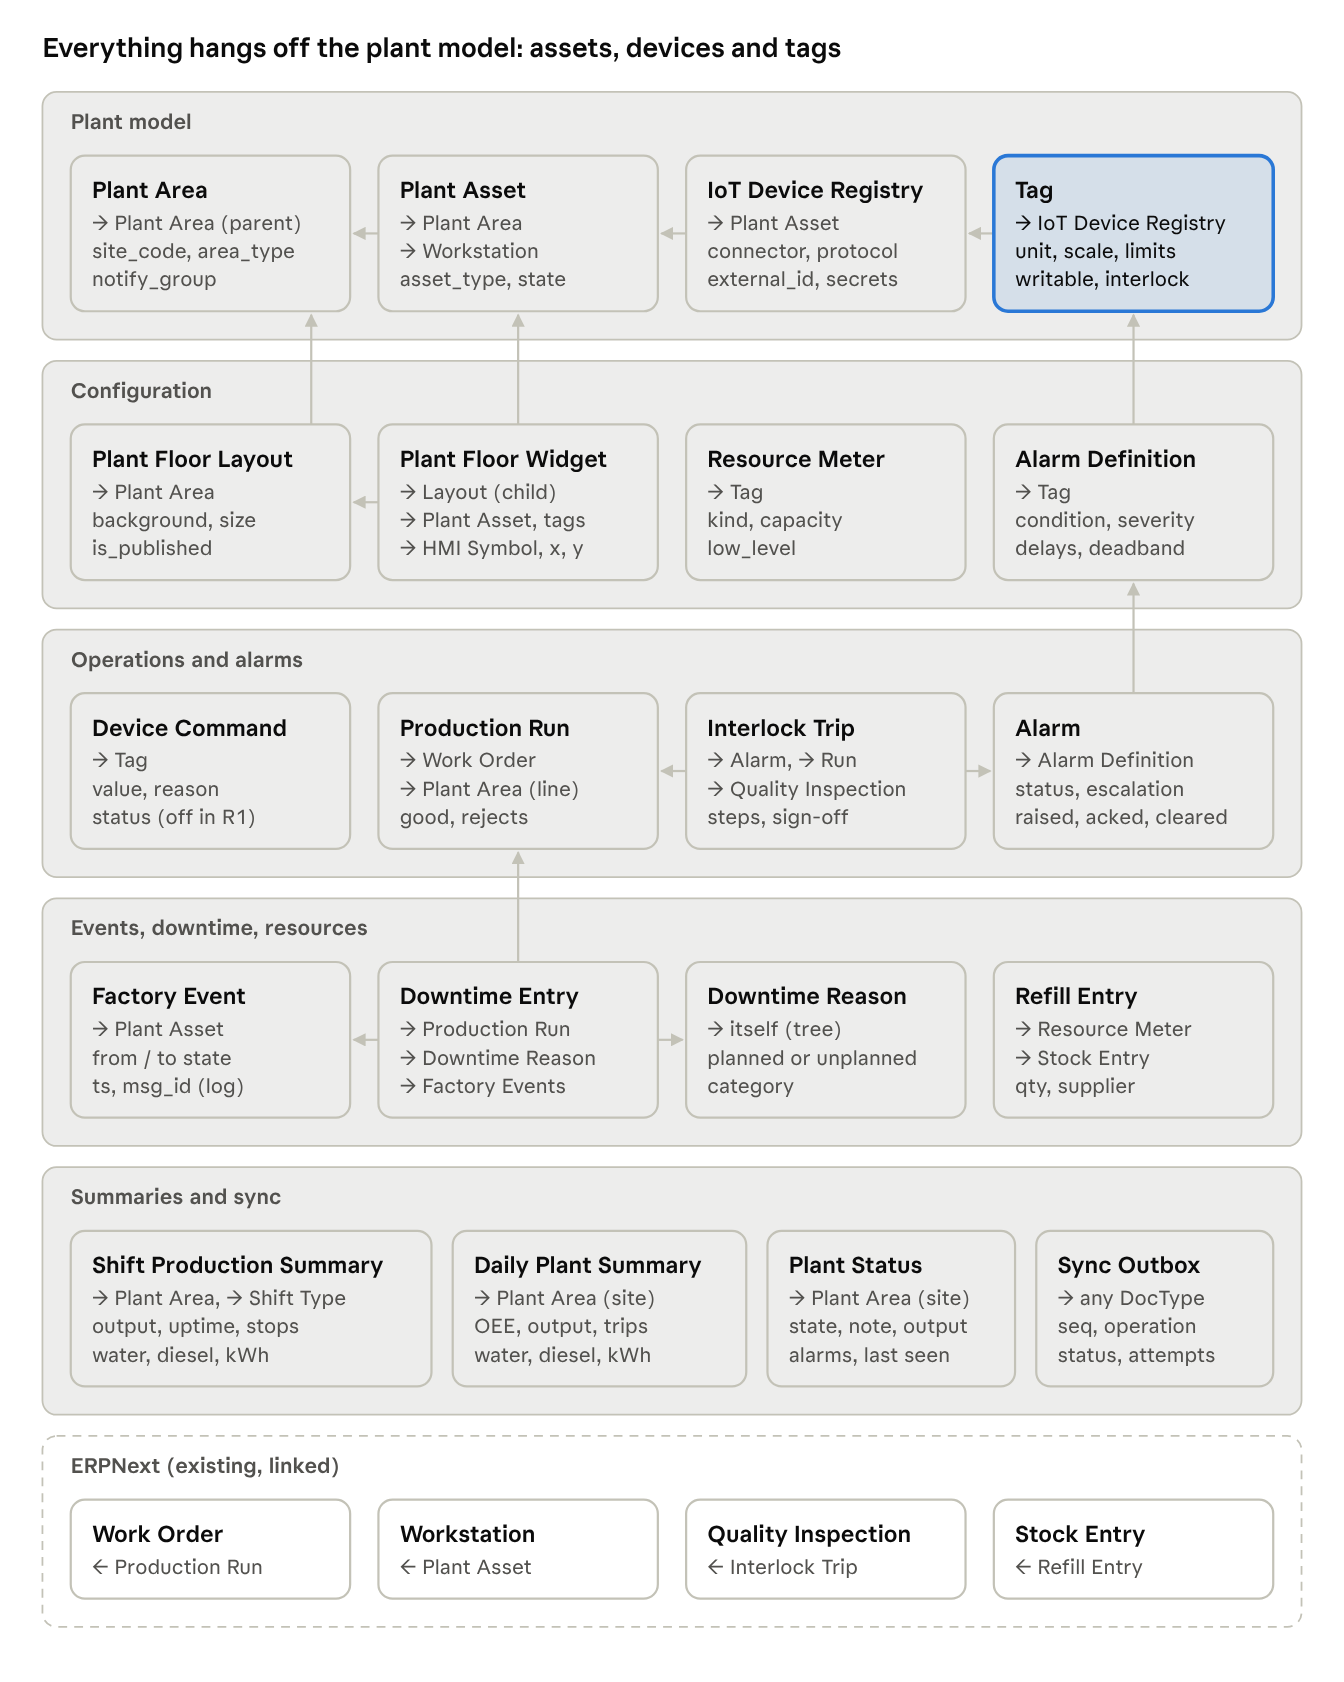 Everything hangs off the plant model: assets, devices and tags
Plant model
Plant Area
→ Plant Area (parent)
site_code, area_type
notify_group
Plant Asset
→ Plant Area
→ Workstation
asset_type, state
IoT Device Registry
→ Plant Asset
connector, protocol
external_id, secrets
Tag
→ IoT Device Registry
unit, scale, limits
writable, interlock
Configuration
Plant Floor Layout
→ Plant Area
background, size
is_published
Plant Floor Widget
→ Layout (child)
→ Plant Asset, tags
→ HMI Symbol, x, y
Resource Meter
→ Tag
kind, capacity
low_level
Alarm Definition
→ Tag
condition, severity
delays, deadband
Operations and alarms
Device Command
→ Tag
value, reason
status (off in R1)
Production Run
→ Work Order
→ Plant Area (line)
good, rejects
Interlock Trip
→ Alarm, → Run
→ Quality Inspection
steps, sign-off
Alarm
→ Alarm Definition
status, escalation
raised, acked, cleared
Events, downtime, resources
Factory Event
→ Plant Asset
from / to state
ts, msg_id (log)
Downtime Entry
→ Production Run
→ Downtime Reason
→ Factory Events
Downtime Reason
→ itself (tree)
planned or unplanned
category
Refill Entry
→ Resource Meter
→ Stock Entry
qty, supplier
Summaries and sync
Shift Production Summary
→ Plant Area, → Shift Type
output, uptime, stops
water, diesel, kWh
Daily Plant Summary
→ Plant Area (site)
OEE, output, trips
water, diesel, kWh
Plant Status
→ Plant Area (site)
state, note, output
alarms, last seen
Sync Outbox
→ any DocType
seq, operation
status, attempts
ERPNext (existing, linked)
Work Order
← Production Run
Workstation
← Plant Asset
Quality Inspection
← Interlock Trip
Stock Entry
← Refill Entry